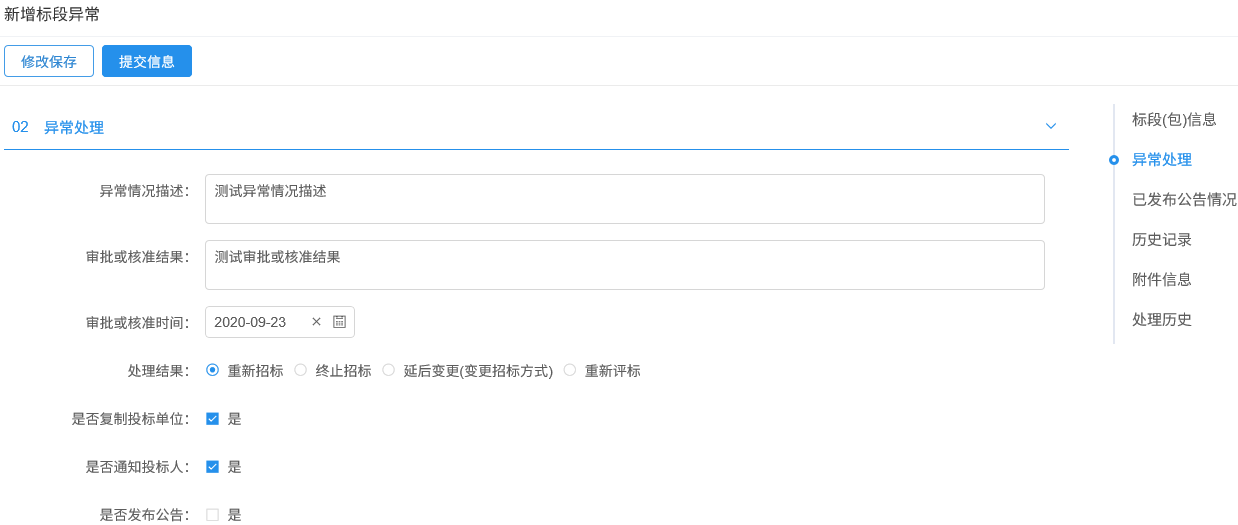 新增标段异常
修改保存 提交信息
02 异常处理
异常情况描述： 测试异常情况描述
审批或核准结果： 测试审批或核准结果
审批或核准时间： 2020-09-23
处理结果： 重新招标 终止招标 延后变更(变更招标方式) 重新评标
是否复制投标单位： 是
是否通知投标人： 是
是否发布公告： 是
标段(包)信息
异常处理
已发布公告情况
历史记录
附件信息
处理历史